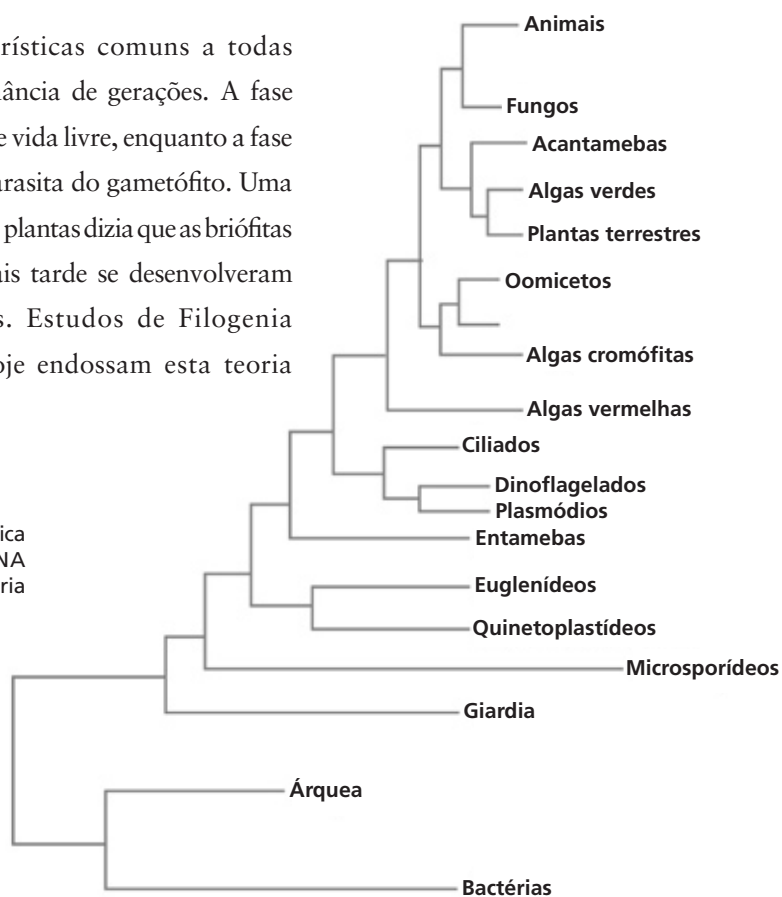 rísticas comuns a todas
ância de gerações. A fase
e vida livre, enquanto a fase
arasita do gametófito. Uma
plantas dizia que as briófitas
ais tarde se desenvolveram
s. Estudos de Filogenia
oje endossam esta teoria
ica
NA
ria
Animais
Fungos
Acantamebas
Algas verdes
Plantas terrestres
Oomicetos
Algas cromófitas
Algas vermelhas
Ciliados
Dinoflagelados
Plasmódios
Entamebas
Euglenídeos
Quinetoplastídeos
Microsporídeos
Giardia
Árquea
Bactérias